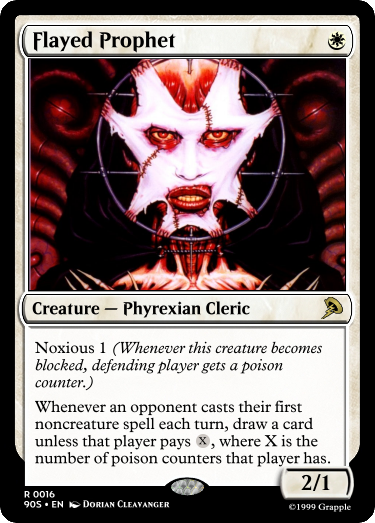 Flayed Prophet
Creature — Phyrexian Cleric
Noxious 1 (Whenever this creature becomes
blocked, defending player gets a poison
counter.)
Whenever an opponent casts their first
noncreature spell each turn, draw a card
unless that player pays X, where X is the
number of poison counters that player has.
2/1
R 0016
90S • EN Dorian Cleavanger
©1999 Grapple